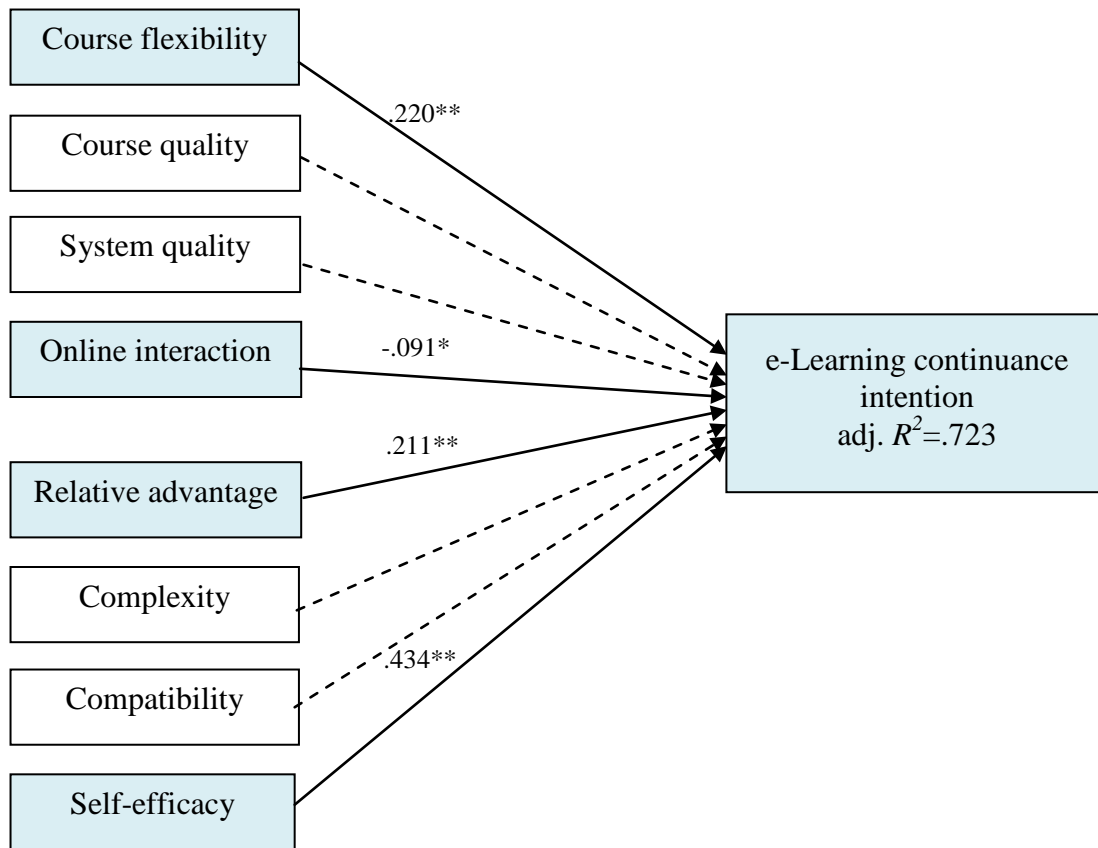 Course flexibility
.220**
Course quality
System quality
Online interaction
-.091*
e-Learning continuance
intention
adj. R²=.723
.211**
Relative advantage
Complexity
.434**
Compatibility
Self-efficacy